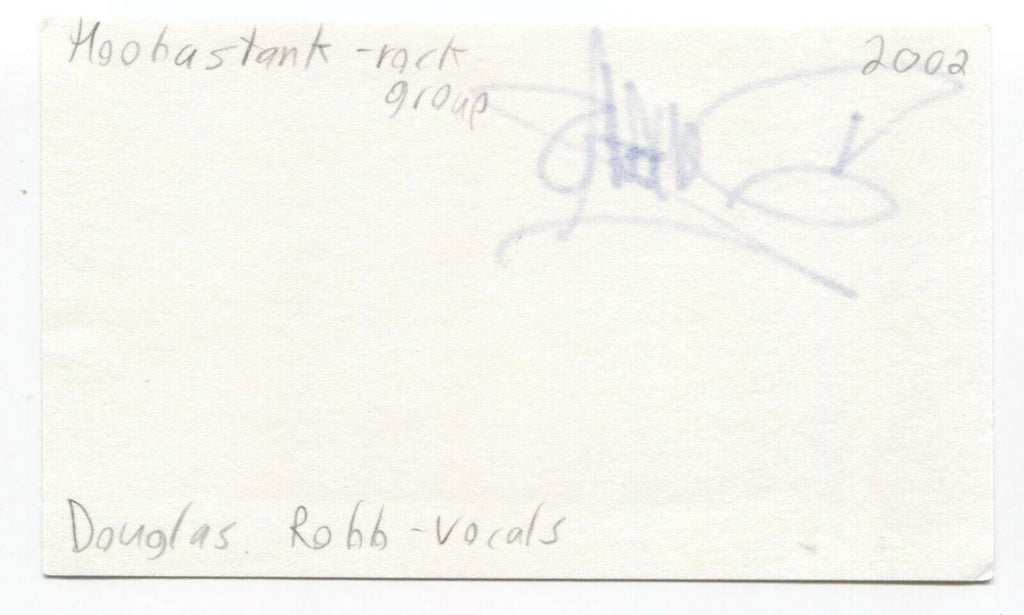 Hoobastank - rock 2002
group
Douglas Robb - Vocals